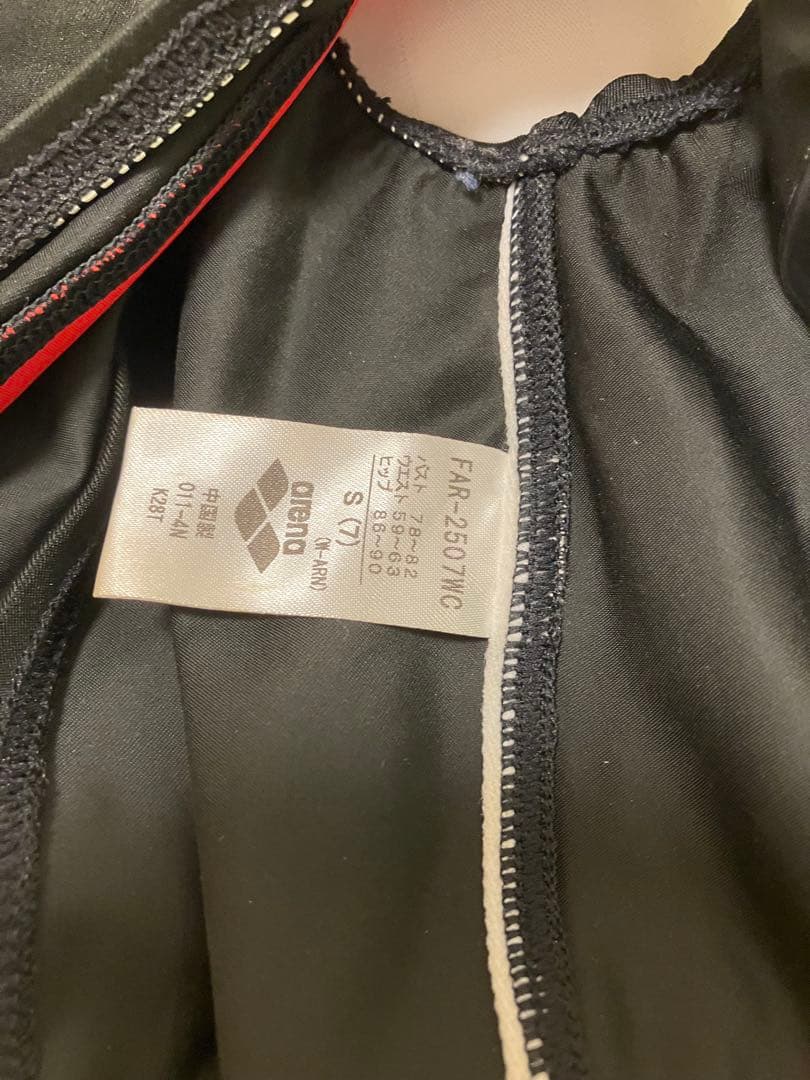 FAR-2507WC
バスト 78~82
ウエスト 59~63
ヒップ 86~90
S (7)
(W-ARN)
arena
中国製
011-4N
K28T